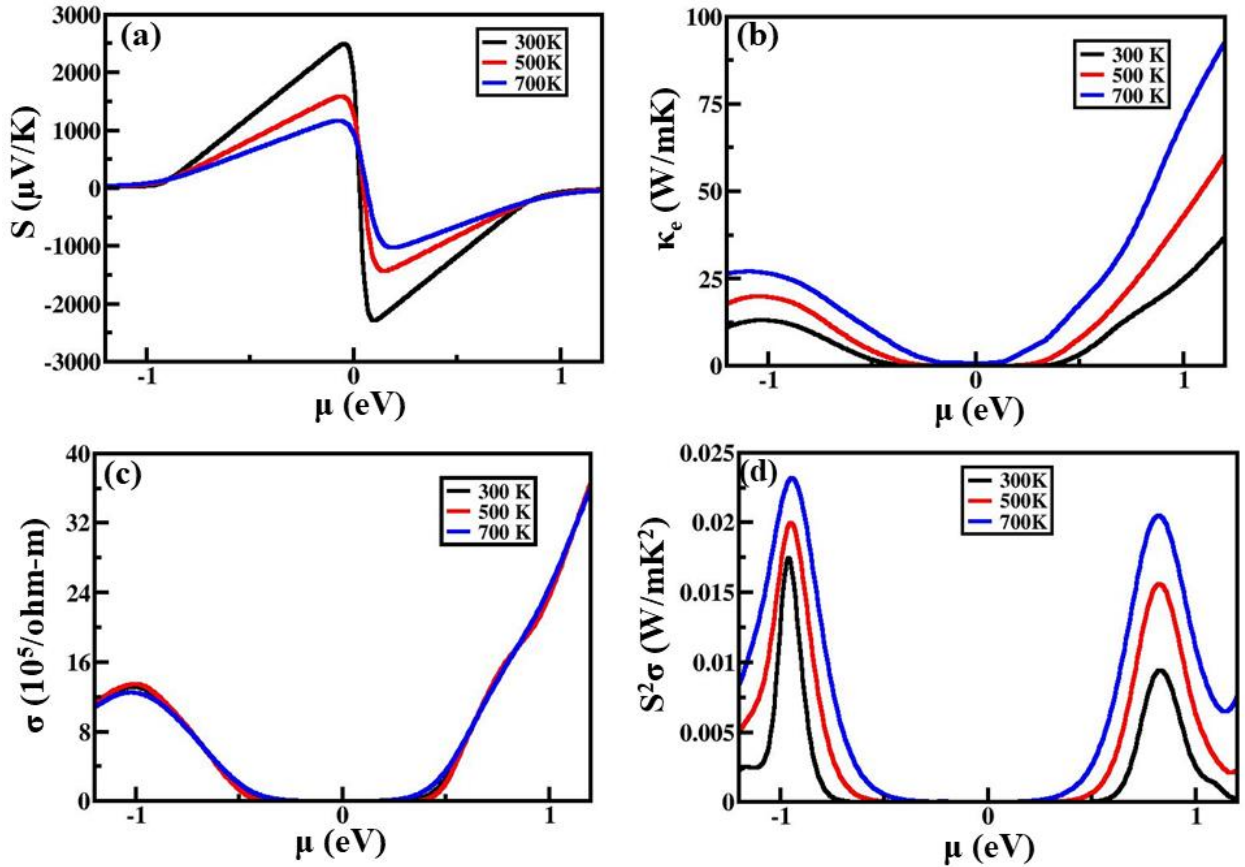 (a)
3000
2000
1000
0
-1000
-2000
-3000
S (μV/K)
300K
500K
700K
-1
0
1
μ (eV)
(b)
100
75
50
25
0
κe (W/mK)
300 K
500 K
700 K
-1
0
1
μ (eV)
(c)
40
32
24
16
8
0
σ (10⁵/ohm-m)
300 K
500 K
700 K
-1
0
1
μ (eV)
(d)
0.025
0.02
0.015
0.01
0.005
0
S²σ (W/mK²)
300K
500K
700K
-1
0
1
μ (eV)